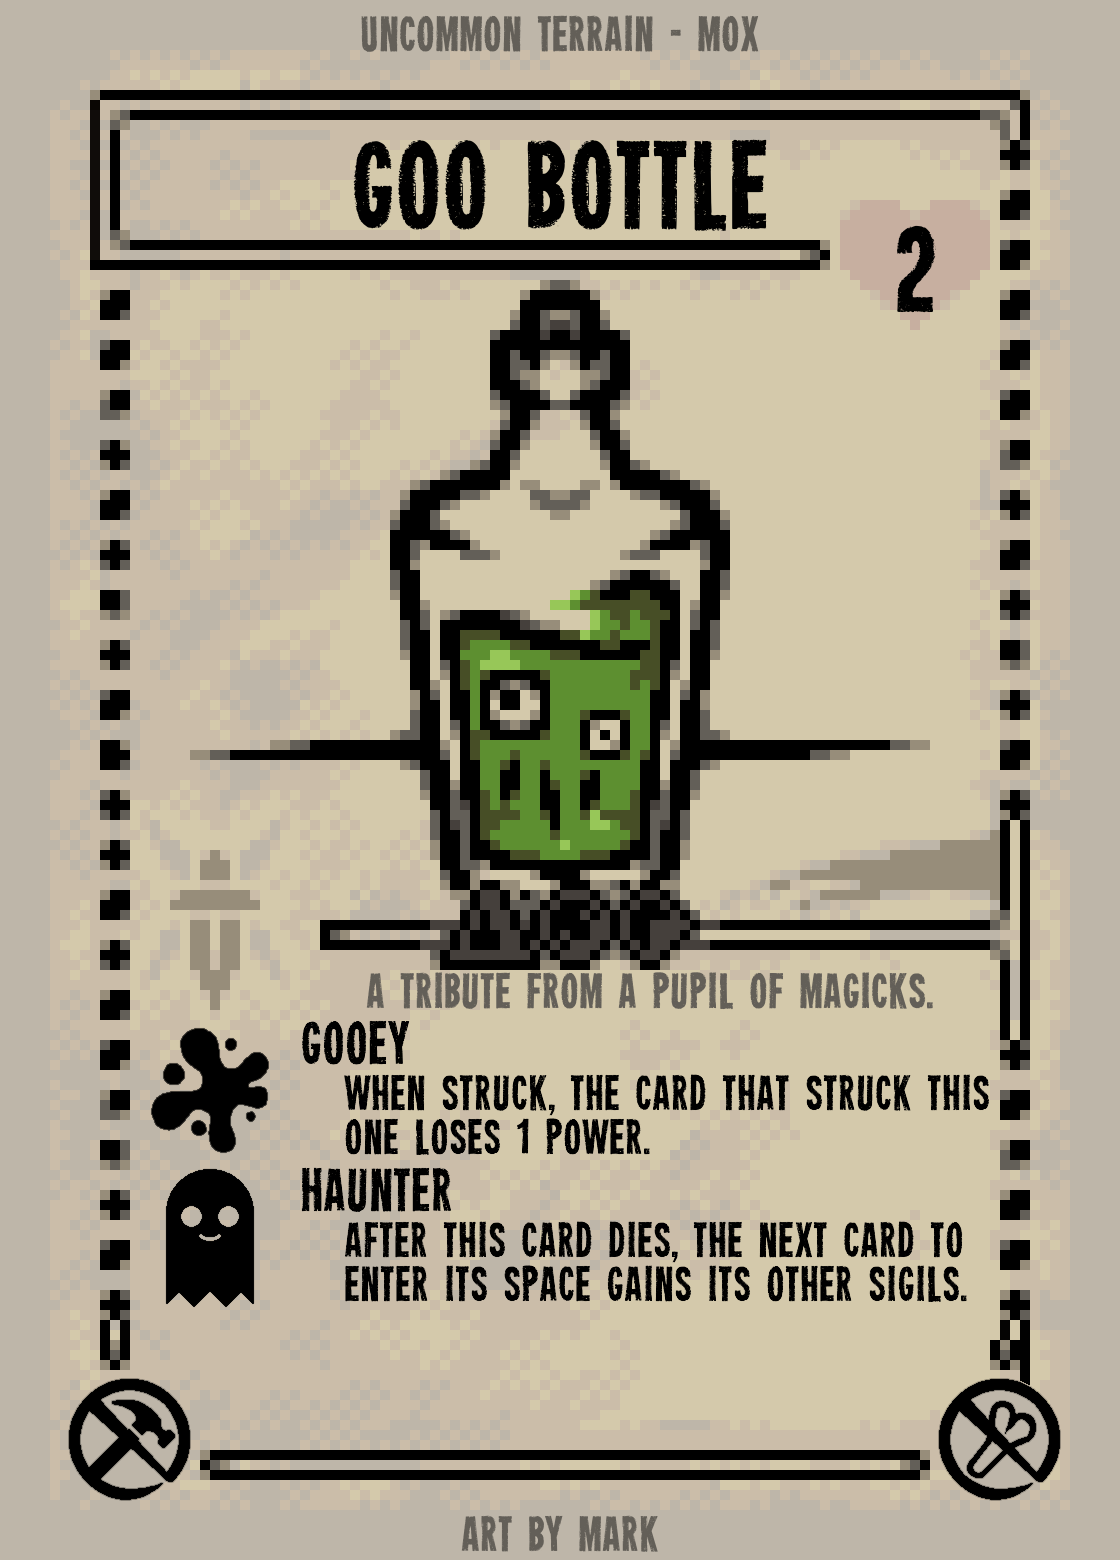 UNCOMMON TERRAIN - MOX
GOO BOTTLE
2
A TRIBUTE FROM A PUPIL OF MAGICKS.
GOOEY
WHEN STRUCK, THE CARD THAT STRUCK THIS
ONE LOSES 1 POWER.
HAUNTER
AFTER THIS CARD DIES, THE NEXT CARD TO
ENTER ITS SPACE GAINS ITS OTHER SIGILS.
ART BY MARK